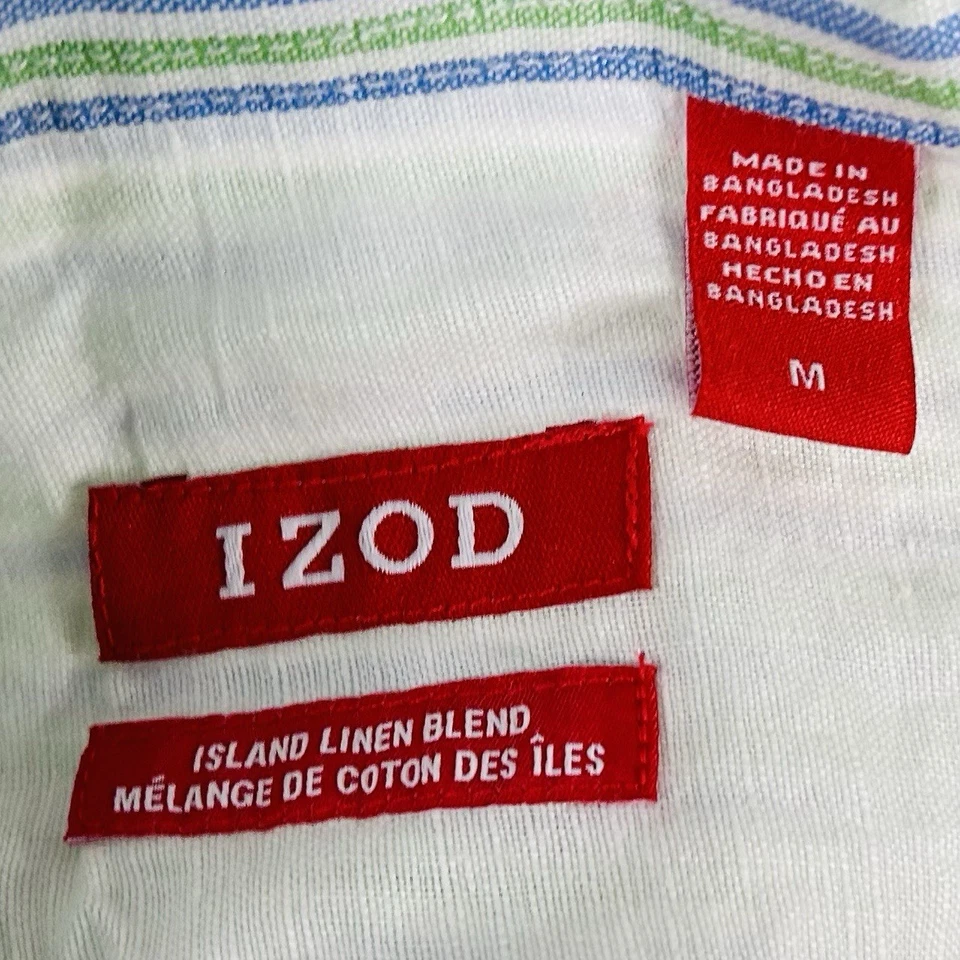 MADE IN
BANGLADESH
FABRIQUÉ AU
BANGLADESH
HECHO EN
BANGLADESH
M
IZOD
ISLAND LINEN BLEND
MÉLANGE DE COTON DES ÎLES